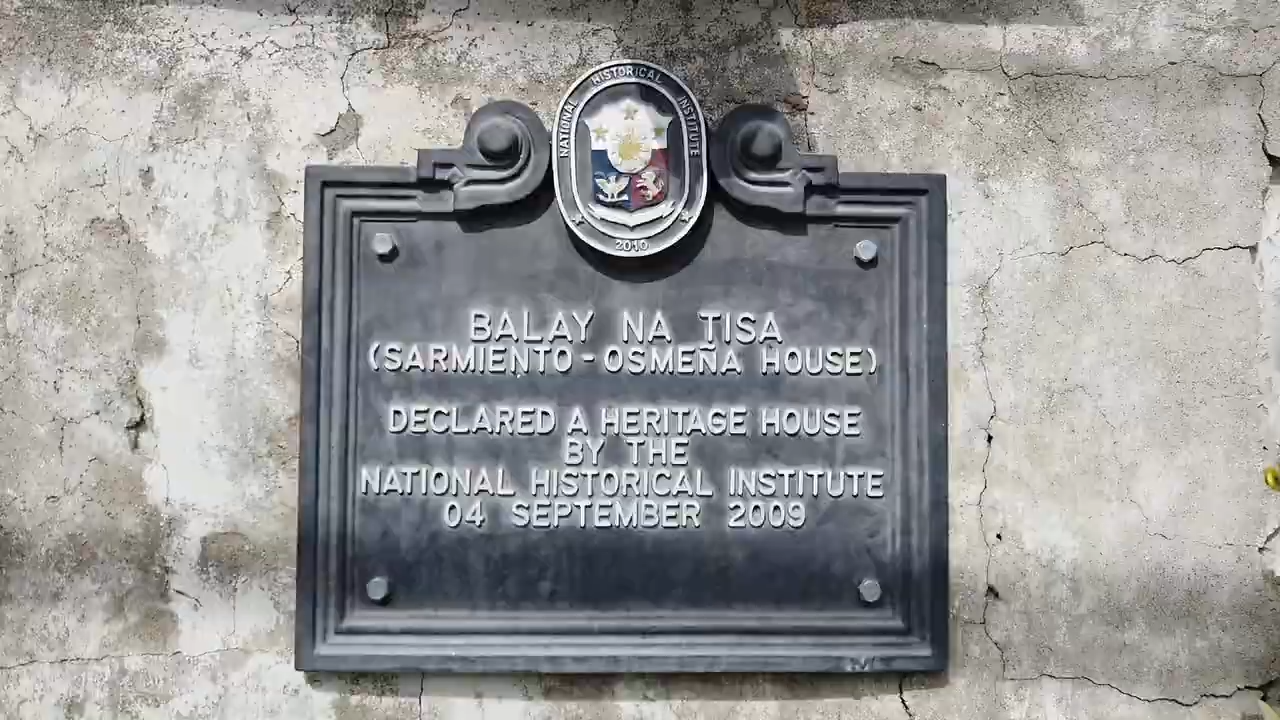 NATIONAL HISTORICAL INSTITUTE
2010
BALAY NA TISA
(SARMIENTO - OSMEÑA HOUSE)
DECLARED A HERITAGE HOUSE
BY THE
NATIONAL HISTORICAL INSTITUTE
04 SEPTEMBER 2009